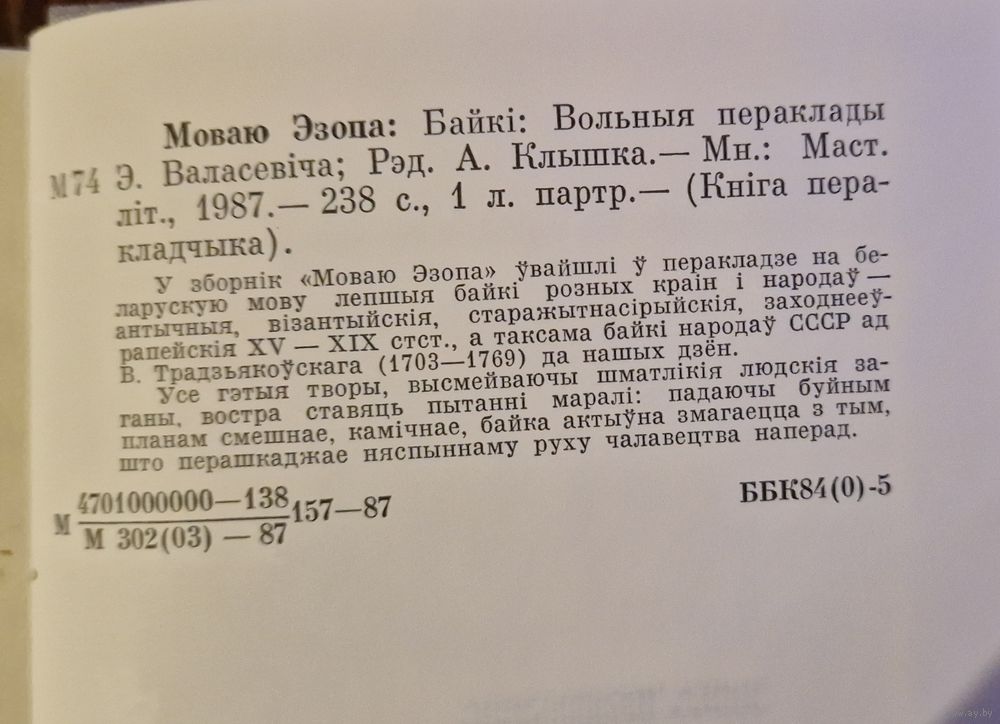 Моваю Эзопа: Байкі: Вольныя пераклады
М74 Э. Валасевіча; Рэд. А. Клышка.— Мн.: Маст.
літ., 1987.— 238 с., 1 л. партр.— (Кніга пера-
кладчыка).
У зборнік «Моваю Эзопа» ўвайшлі ў перакладзе на бе-
ларускую мову лепшыя байкі розных краін і народаў —
антычныя, візантыйскія, старажытнасірыйскія, заходнееў-
рапейскія XV — XIX стст., а таксама байкі народаў СССР ад
В. Традзьякоўскага (1703—1769) да нашых дзён.
Усе гэтыя творы, высмейваючы шматлікія людскія за-
ганы, востра ставяць пытанні маралі: падаючы буйным
планам смешнае, камічнае, байка актыўна змагаецца з тым,
што перашкаджае няспыннаму руху чалавецтва наперад.
М 4701000000—138 157—87
М 302(03) — 87
ББК84(0)-5
www.ay.by